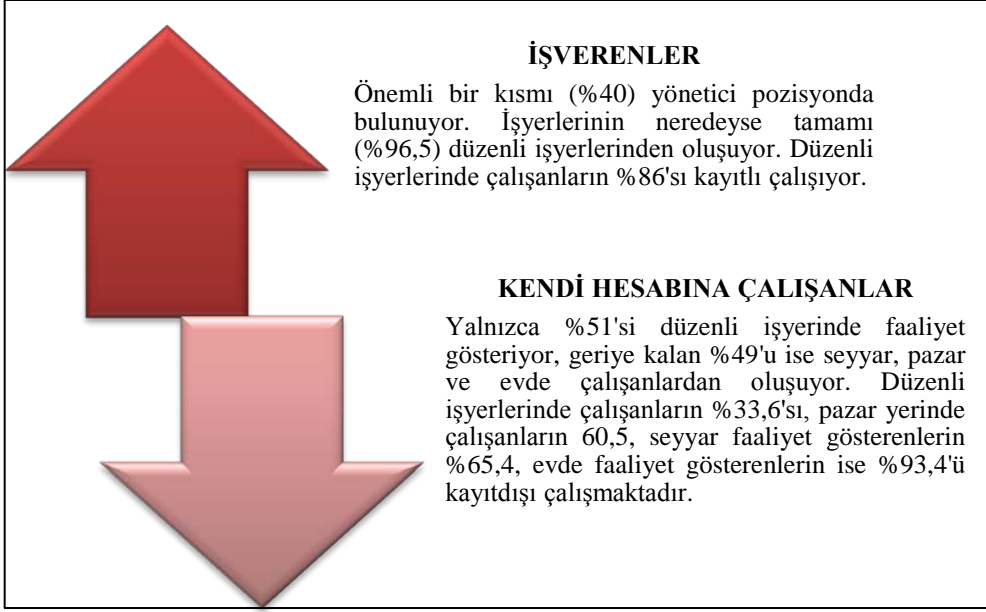 İŞVERENLER
Önemli bir kısmı (%40) yönetici pozisyonda
bulunuyor. İşyerlerinin neredeyse tamamı
(%96,5) düzenli işyerlerinden oluşuyor. Düzenli
işyerlerinde çalışanların %86'sı kayıtlı çalışıyor.
KENDİ HESABINA ÇALIŞANLAR
Yalnızca %51'si düzenli işyerinde faaliyet
gösteriyor, geriye kalan %49'u ise seyyar, pazar
ve evde çalışanlardan oluşuyor. Düzenli
işyerlerinde çalışanların %33,6'sı, pazar yerinde
çalışanların 60,5, seyyar faaliyet gösterenlerin
%65,4, evde faaliyet gösterenlerin ise %93,4'ü
kayıtdışı çalışmaktadır.